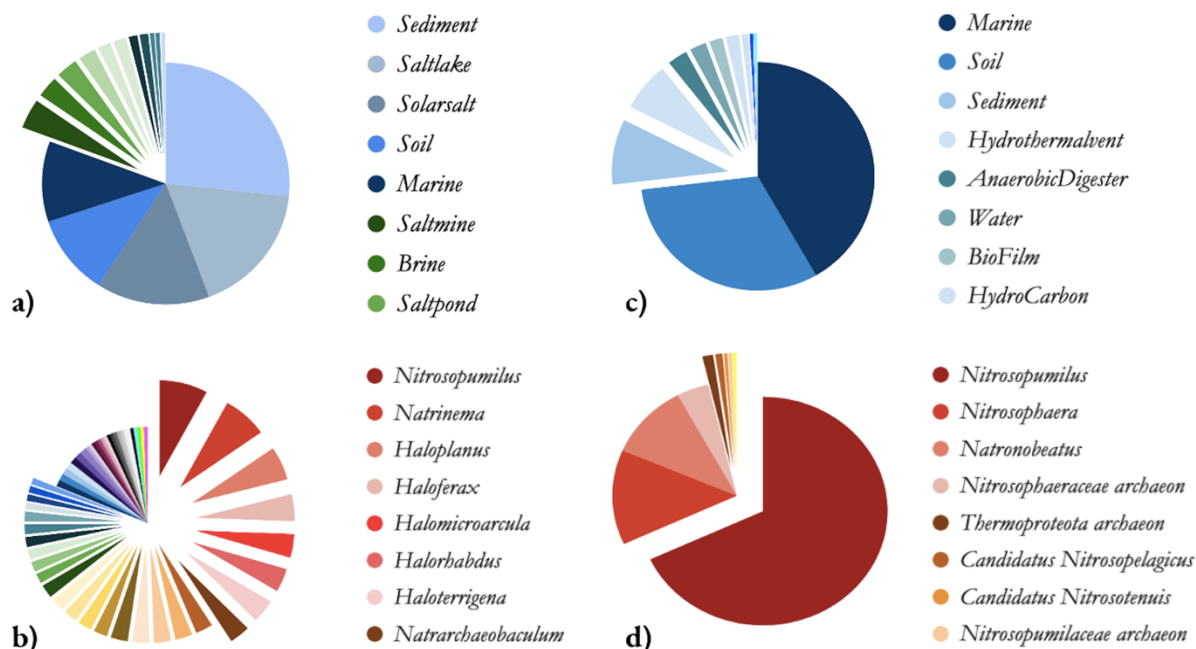 a)
Sediment
Saltlake
Solarsalt
Soil
Marine
Saltmine
Brine
Saltpond
c)
Marine
Soil
Sediment
Hydrothermalvent
AnaerobicDigester
Water
BioFilm
HydroCarbon
b)
Nitrosopumilus
Natrinema
Haloplanus
Haloferax
Halomicroarcula
Halorhabdus
Haloterrigena
Natrarchaeobaculum
d)
Nitrosopumilus
Nitrosophaera
Natronobeatus
Nitrosophaeraceae archaeon
Thermoproteota archaeon
Candidatus Nitrosopelagicus
Candidatus Nitrosotenuis
Nitrosopumilaceae archaeon